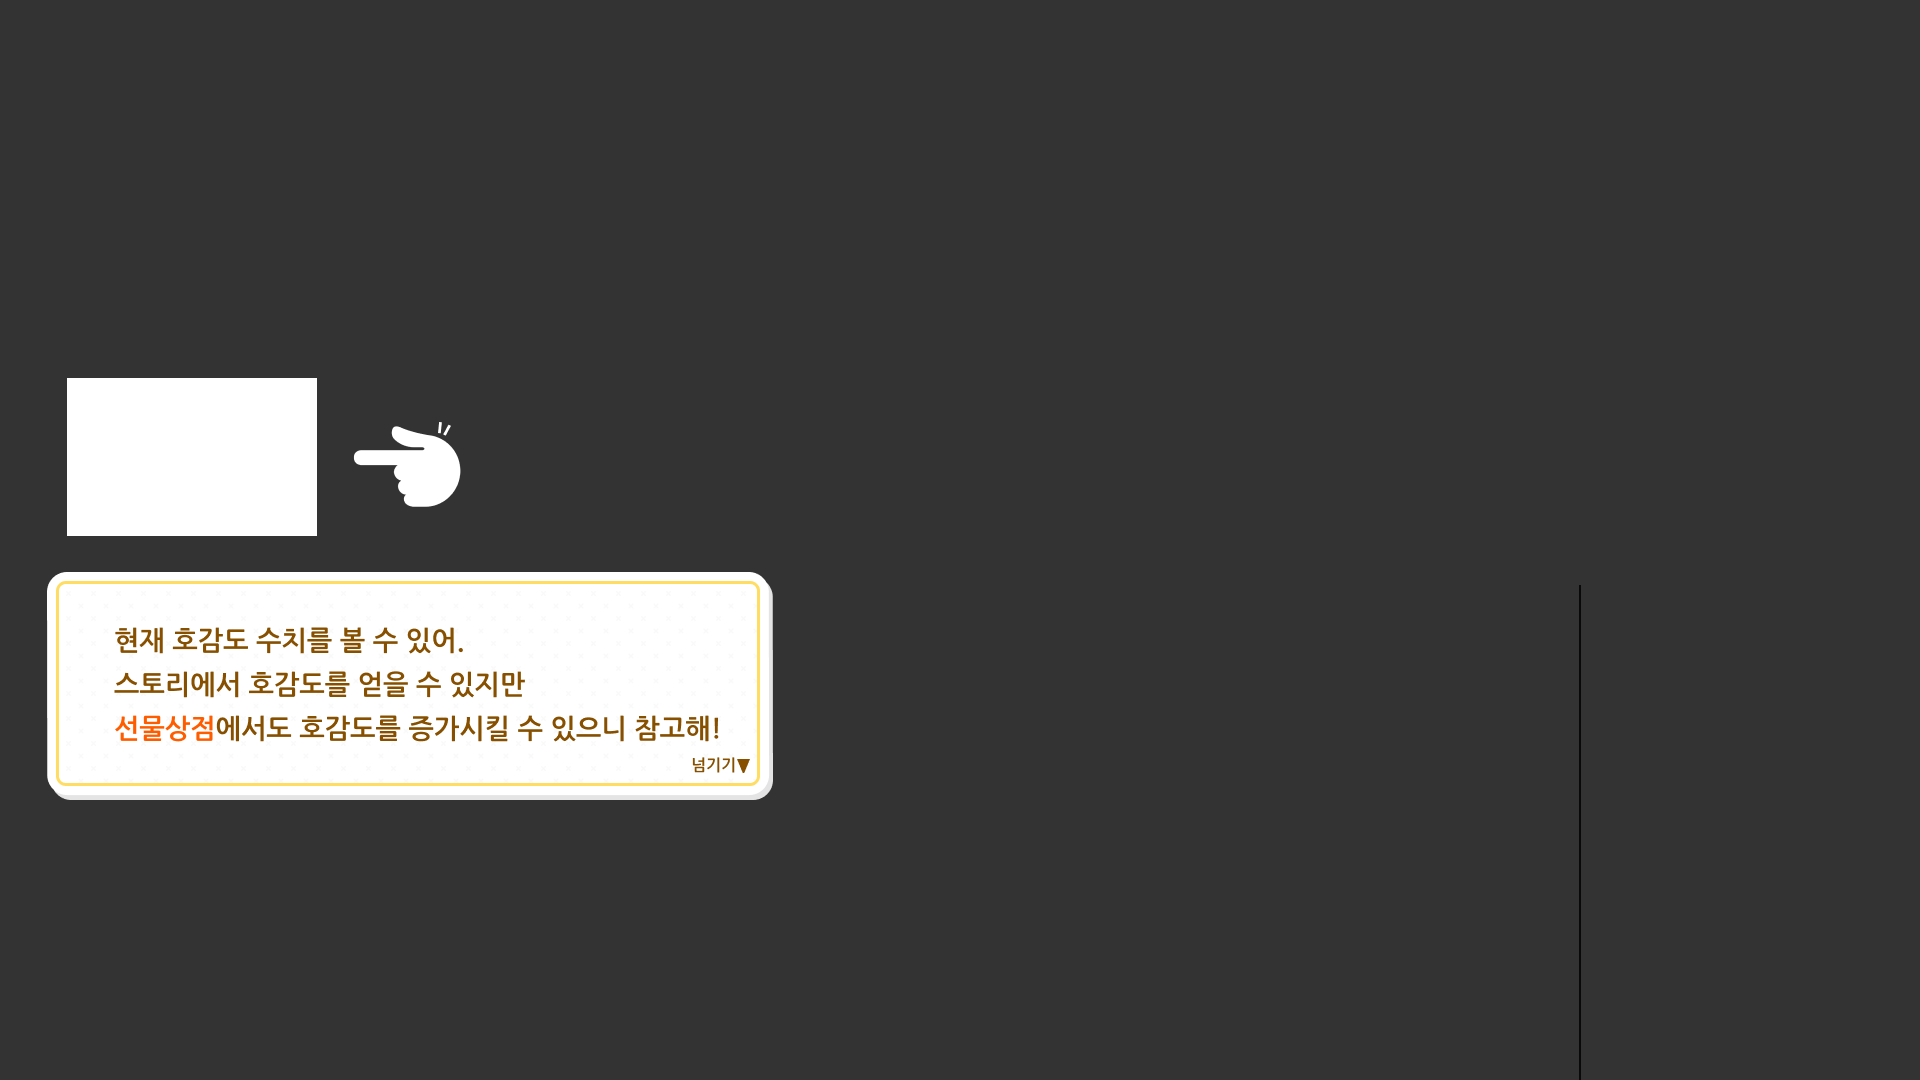 현재 호감도 수치를 볼 수 있어.
스토리에서 호감도를 얻을 수 있지만
선물상점에서도 호감도를 증가시킬 수 있으니 참고해!
넘기기▼